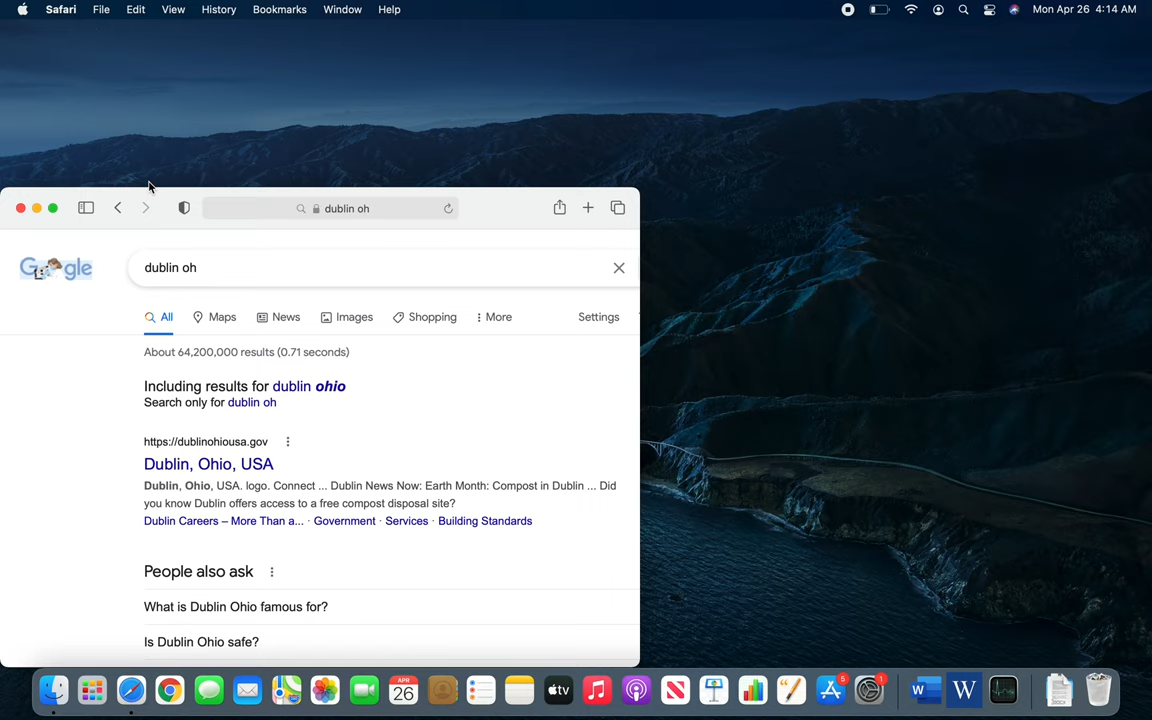 Safari File Edit View History Bookmarks Window Help Mon Apr 26 4:14 AM
dublin oh
Google dublin oh
All Maps News Images Shopping More Settings
About 64,200,000 results (0.71 seconds)
Including results for dublin ohio
Search only for dublin oh
https://dublinohiousa.gov
Dublin, Ohio, USA
Dublin, Ohio, USA. logo. Connect ... Dublin News Now: Earth Month: Compost in Dublin ... Did
you know Dublin offers access to a free compost disposal site?
Dublin Careers – More Than a... · Government · Services · Building Standards
People also ask
What is Dublin Ohio famous for?
Is Dublin Ohio safe?
APR
26
tv
5
1
W
W
DOCX